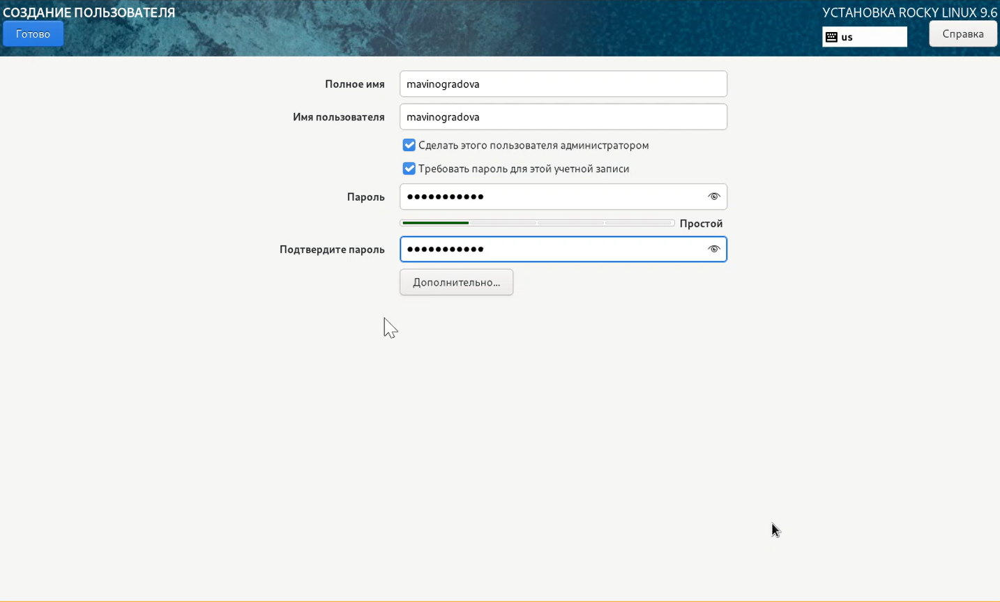 СОЗДАНИЕ ПОЛЬЗОВАТЕЛЯ
УСТАНОВКА ROCKY LINUX 9.6
Готово
us
Справка
Полное имя
mavinogradova
Имя пользователя
mavinogradova
Сделать этого пользователя администратором
Требовать пароль для этой учетной записи
Пароль
●●●●●●●●●●●
Простой
Подтвердите пароль
●●●●●●●●●●●
Дополнительно...